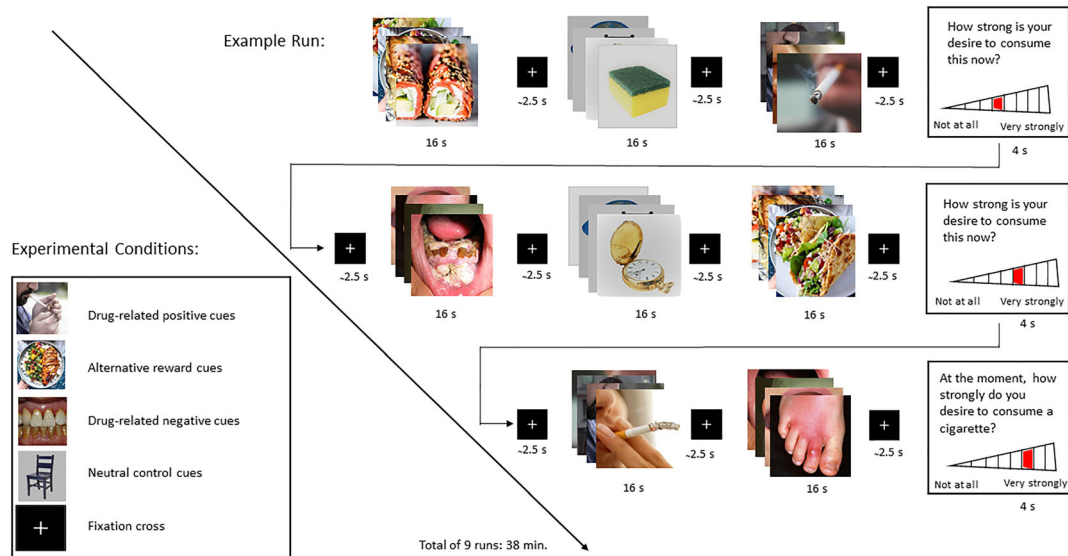 Example Run:
~2.5 s
~2.5 s
~2.5 s
16 s
16 s
16 s
How strong is your
desire to consume
this now?
Not at all
Very strongly
4 s
~2.5 s
~2.5 s
~2.5 s
~2.5 s
16 s
16 s
16 s
How strong is your
desire to consume
this now?
Not at all
Very strongly
4 s
~2.5 s
~2.5 s
~2.5 s
16 s
16 s
At the moment, how
strongly do you
desire to consume a
cigarette?
Not at all
Very strongly
4 s
Experimental Conditions:
Drug-related positive cues
Alternative reward cues
Drug-related negative cues
Neutral control cues
Fixation cross
Total of 9 runs: 38 min.